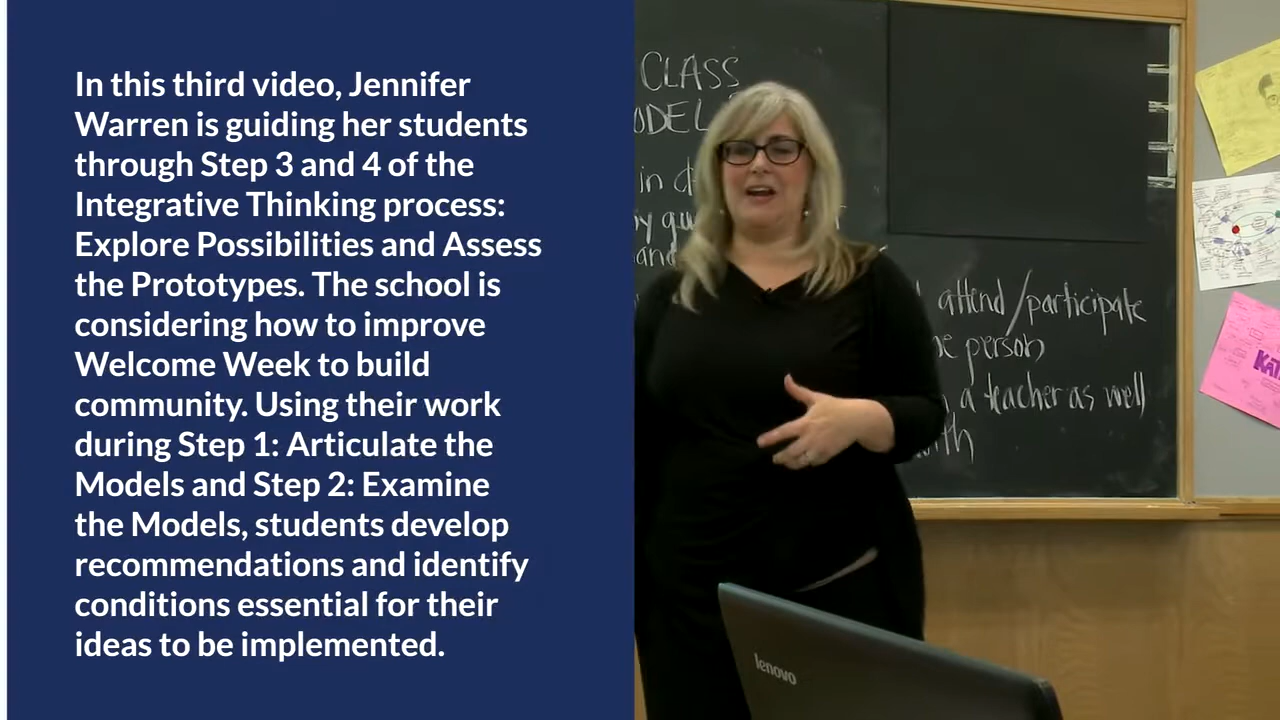 In this third video, Jennifer
Warren is guiding her students
through Step 3 and 4 of the
Integrative Thinking process:
Explore Possibilities and Assess
the Prototypes. The school is
considering how to improve
Welcome Week to build
community. Using their work
during Step 1: Articulate the
Models and Step 2: Examine
the Models, students develop
recommendations and identify
conditions essential for their
ideas to be implemented.
CLASS
ODEL
in
attend/participate
person
a teacher as well
lenovo